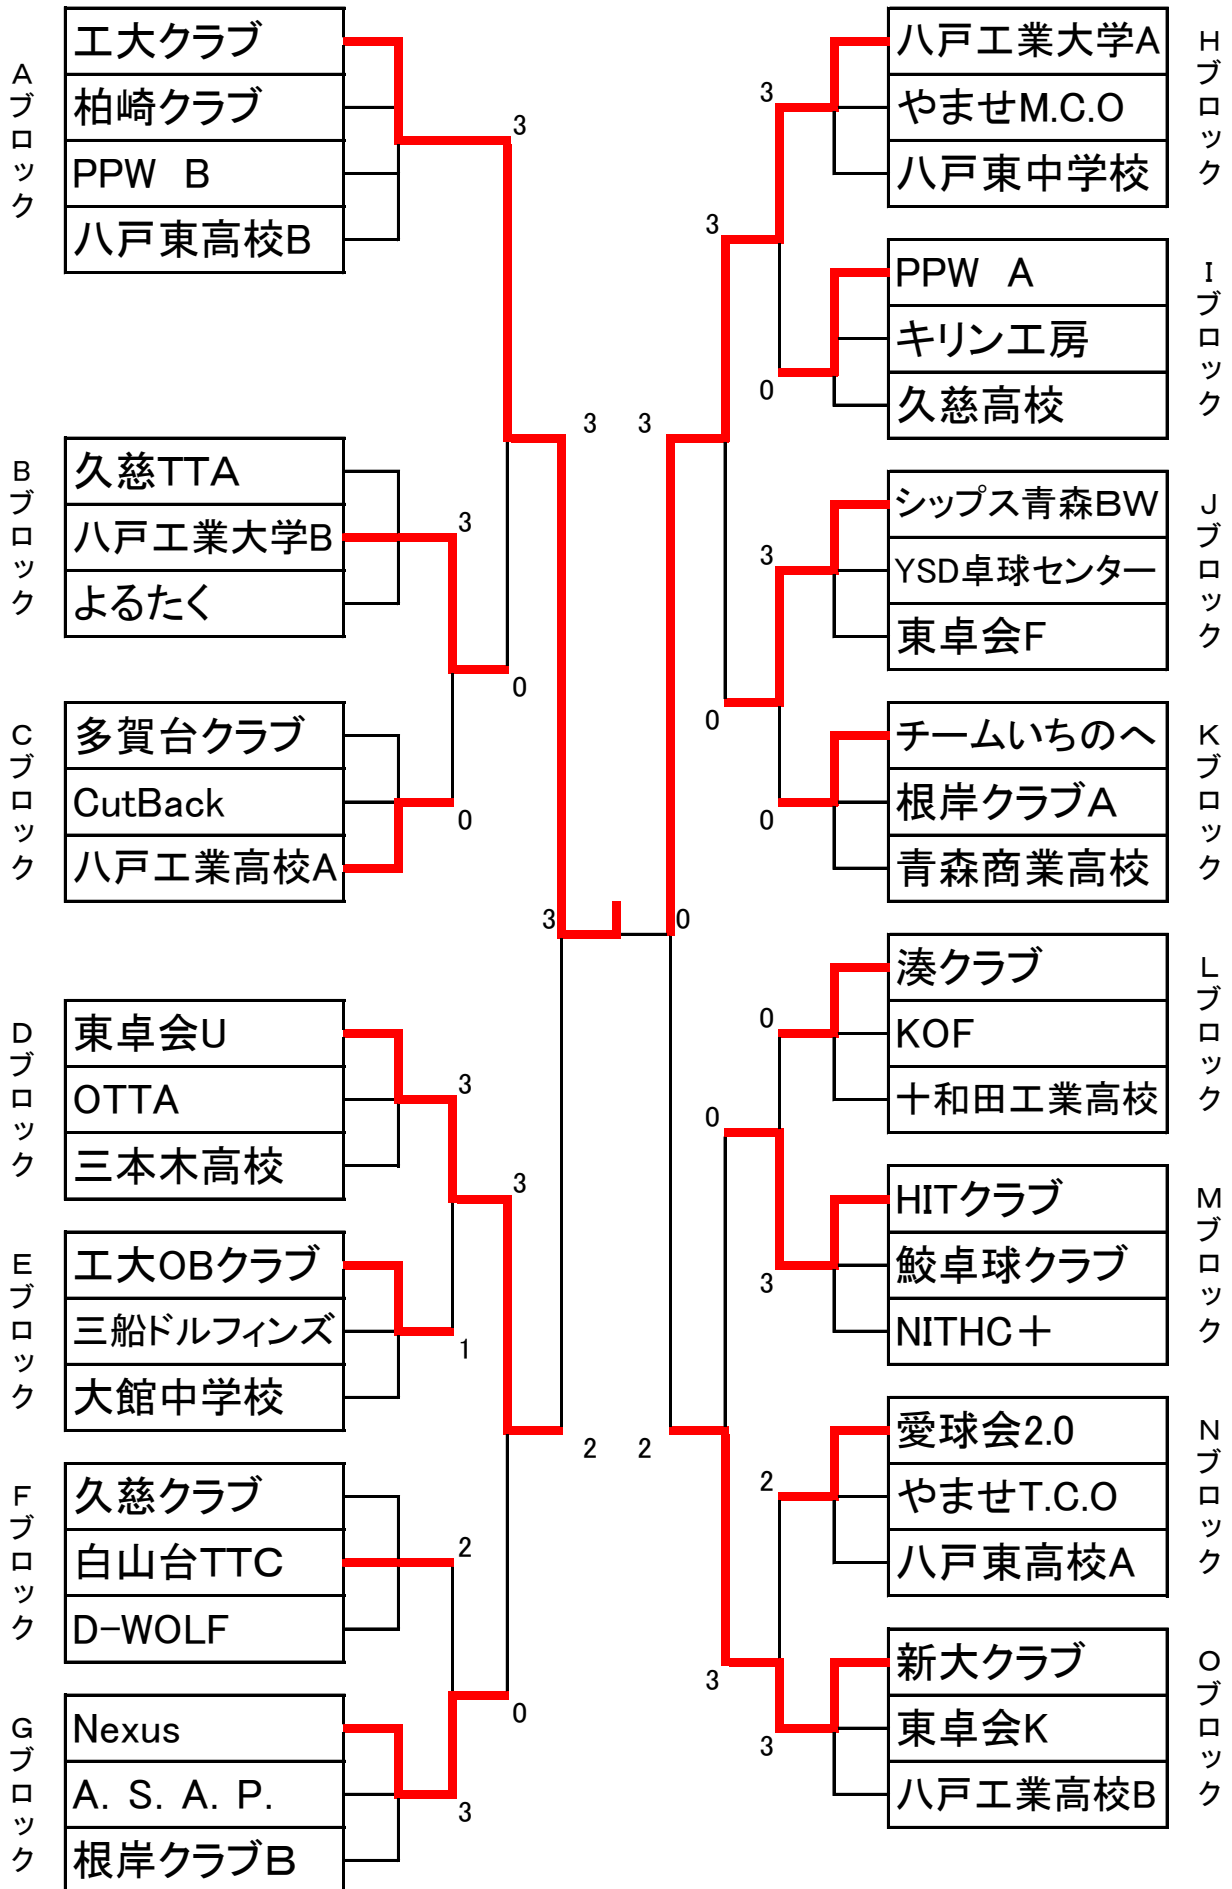 Aブロック
工大クラブ
柏崎クラブ
PPW B
八戸東高校B
3
Bブロック
久慈TTA
八戸工業大学B
よるたく
3
0
Cブロック
多賀台クラブ
CutBack
八戸工業高校A
0
3
3
Dブロック
東卓会U
OTTA
三本木高校
3
3
Eブロック
工大OBクラブ
三船ドルフィンズ
大館中学校
1
2
Fブロック
久慈クラブ
白山台TTC
D-WOLF
2
0
Gブロック
Nexus
A. S. A. P.
根岸クラブB
3
Hブロック
八戸工業大学A
やませM.C.O
八戸東中学校
3
3
Iブロック
PPW A
キリン工房
久慈高校
0
3
Jブロック
シップス青森BW
YSD卓球センター
東卓会F
3
0
Kブロック
チームいちのへ
根岸クラブA
青森商業高校
0
0
Lブロック
湊クラブ
KOF
十和田工業高校
0
0
Mブロック
HITクラブ
鮫卓球クラブ
NITHC＋
3
2
Nブロック
愛球会2.0
やませT.C.O
八戸東高校A
2
3
Oブロック
新大クラブ
東卓会K
八戸工業高校B
3